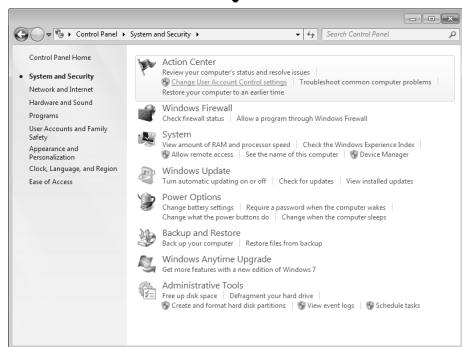 Control Panel ▸ System and Security ▸
Search Control Panel
Control Panel Home
System and Security
Network and Internet
Hardware and Sound
Programs
User Accounts and Family
Safety
Appearance and
Personalization
Clock, Language, and Region
Ease of Access
Action Center
Review your computer's status and resolve issues
Change User Account Control settings | Troubleshoot common computer problems
Restore your computer to an earlier time
Windows Firewall
Check firewall status | Allow a program through Windows Firewall
System
View amount of RAM and processor speed | Check the Windows Experience Index
Allow remote access | See the name of this computer | Device Manager
Windows Update
Turn automatic updating on or off | Check for updates | View installed updates
Power Options
Change battery settings | Require a password when the computer wakes
Change what the power buttons do | Change when the computer sleeps
Backup and Restore
Back up your computer | Restore files from backup
Windows Anytime Upgrade
Get more features with a new edition of Windows 7
Administrative Tools
Free up disk space | Defragment your hard drive
Create and format hard disk partitions | View event logs | Schedule tasks